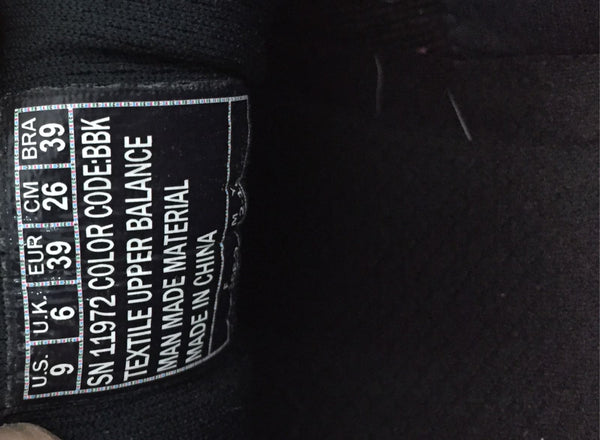 U.S. U.K. EUR CM BRA
9 6 39 26 39
SN 11972 COLOR CODE:BBK
TEXTILE UPPER BALANCE
MAN MADE MATERIAL
MADE IN CHINA